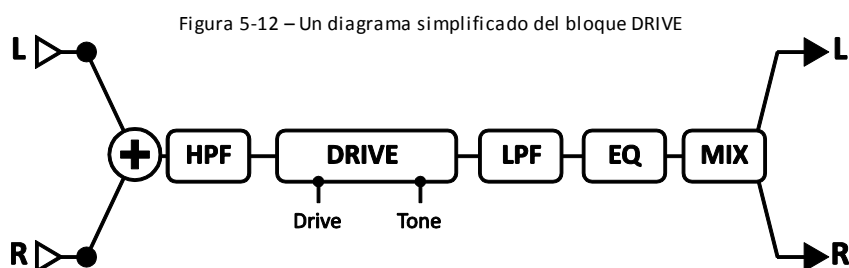 Figura 5-12 – Un diagrama simplificado del bloque DRIVE
L L
HPF DRIVE LPF EQ MIX
Drive Tone
R R